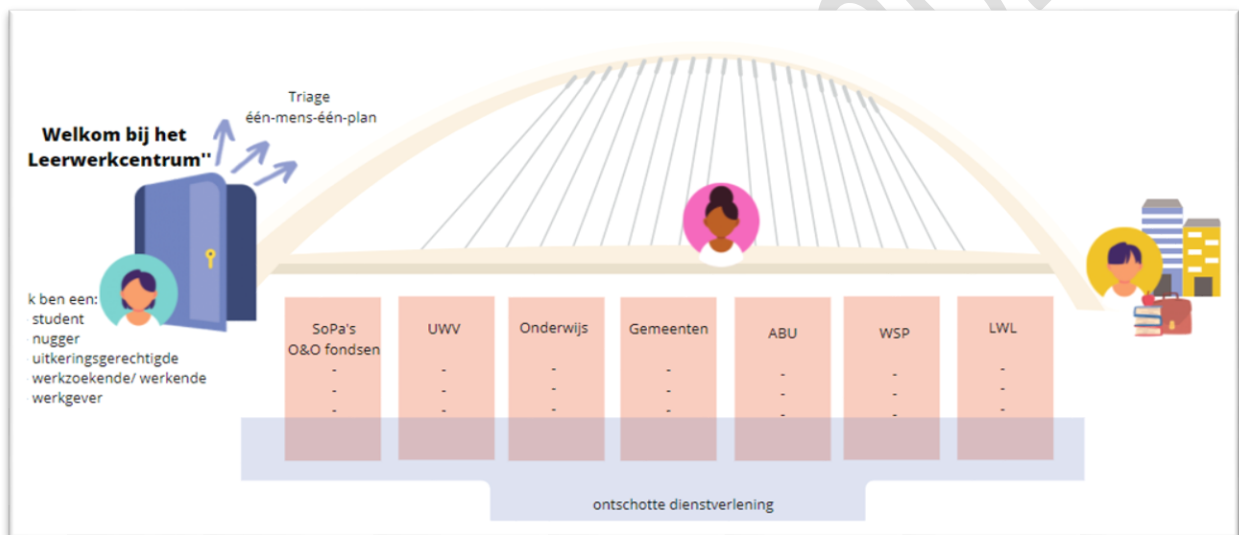 Triage
één-mens-één-plan
Welkom bij het
Leerwerkcentrum''
k ben een:
student
nugger
uitkeringsgerechtigde
werkzoekende/ werkende
werkgever
SoPa's
O&O fondsen
-
-
-
UWV
-
-
-
Onderwijs
-
-
-
Gemeenten
-
-
-
ABU
-
-
-
WSP
-
-
-
LWL
-
-
-
ontschotte dienstverlening